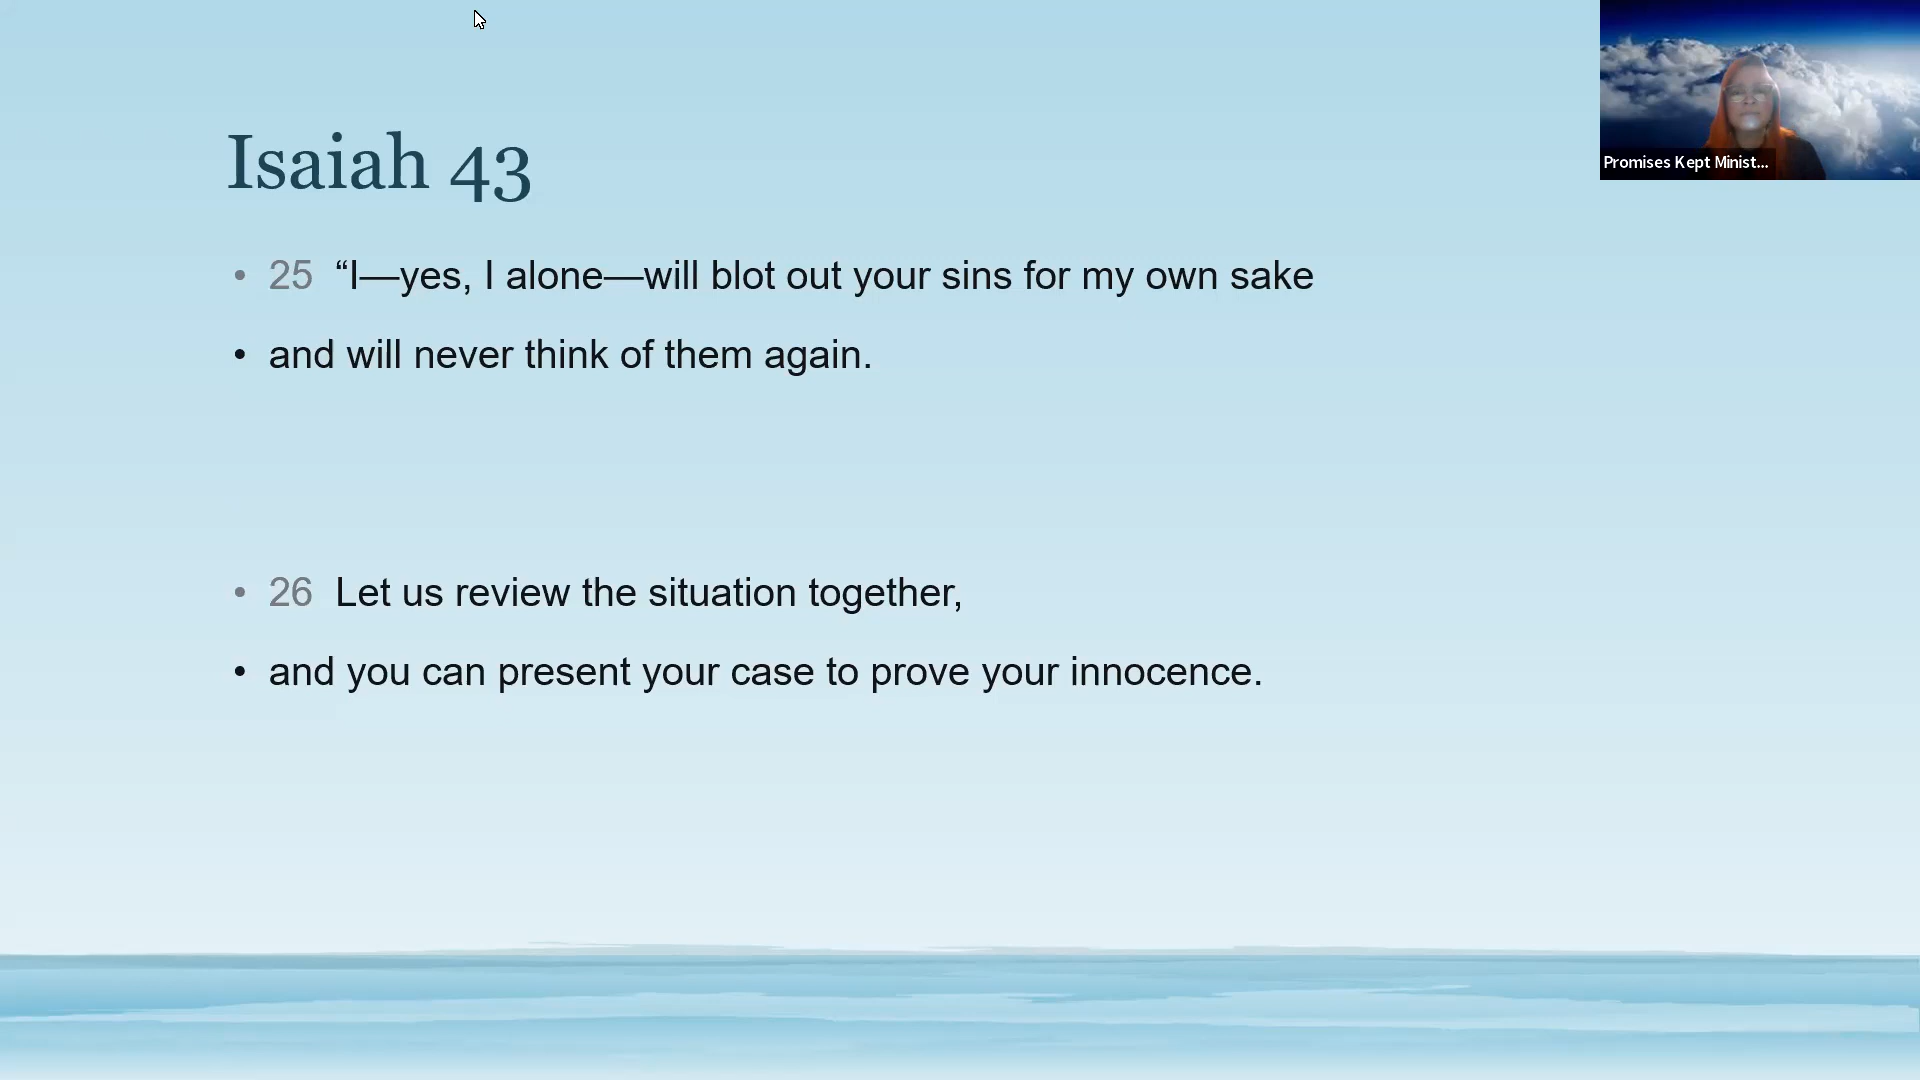 Isaiah 43
• 25 “I—yes, I alone—will blot out your sins for my own sake
• and will never think of them again.
• 26 Let us review the situation together,
• and you can present your case to prove your innocence.
Promises Kept Minist...